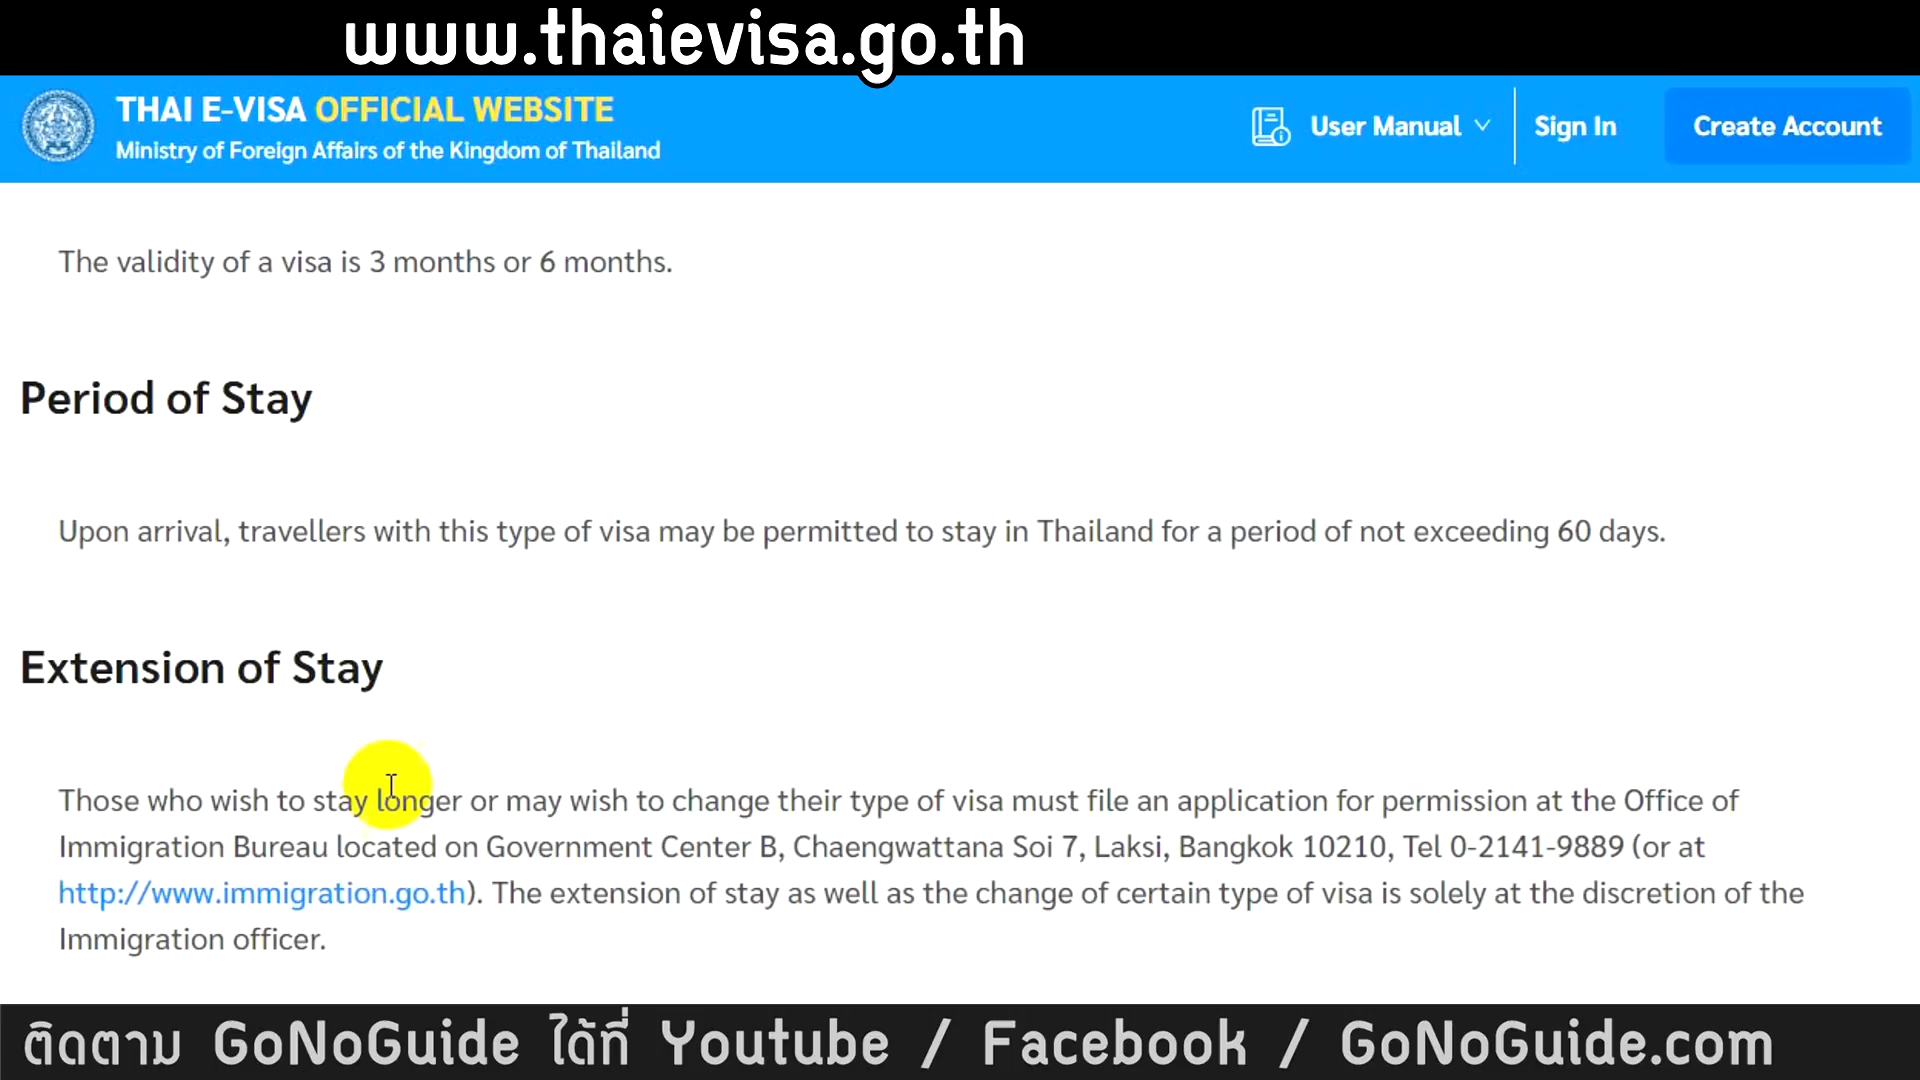 www.thaievisa.go.th
THAI E-VISA OFFICIAL WEBSITE
Ministry of Foreign Affairs of the Kingdom of Thailand
User Manual
Sign In
Create Account
The validity of a visa is 3 months or 6 months.
Period of Stay
Upon arrival, travellers with this type of visa may be permitted to stay in Thailand for a period of not exceeding 60 days.
Extension of Stay
Those who wish to stay longer or may wish to change their type of visa must file an application for permission at the Office of
Immigration Bureau located on Government Center B, Chaengwattana Soi 7, Laksi, Bangkok 10210, Tel 0-2141-9889 (or at
http://www.immigration.go.th). The extension of stay as well as the change of certain type of visa is solely at the discretion of the
Immigration officer.
ติดตาม GoNoGuide ได้ที่ Youtube / Facebook / GoNoGuide.com